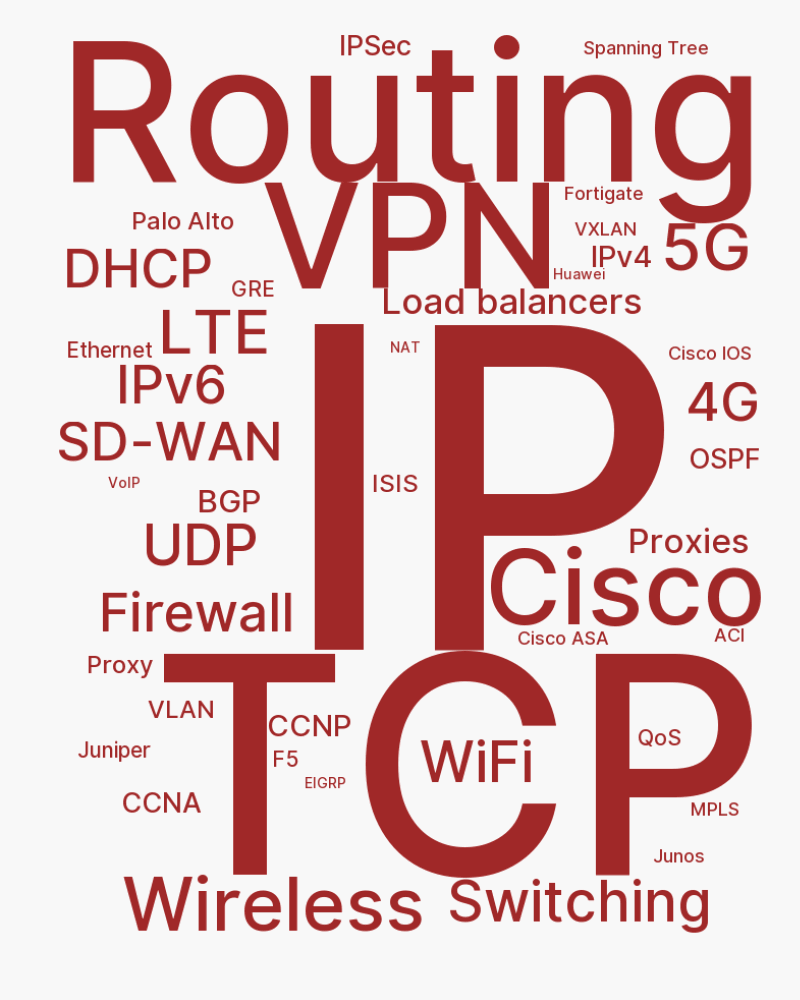 IPSec
Spanning Tree
Routing
VPN
Fortigate
Palo Alto
VXLAN
5G
DHCP
IPv4
Huawei
GRE
Load balancers
LTE
Ethernet
NAT
Cisco IOS
IP
IPv6
4G
SD-WAN
OSPF
VoIP
ISIS
BGP
UDP
Proxies
Cisco
Firewall
Cisco ASA
ACI
Proxy
TCP
VLAN
CCNP
QoS
Juniper
F5
WiFi
EIGRP
CCNA
MPLS
Junos
Wireless
Switching